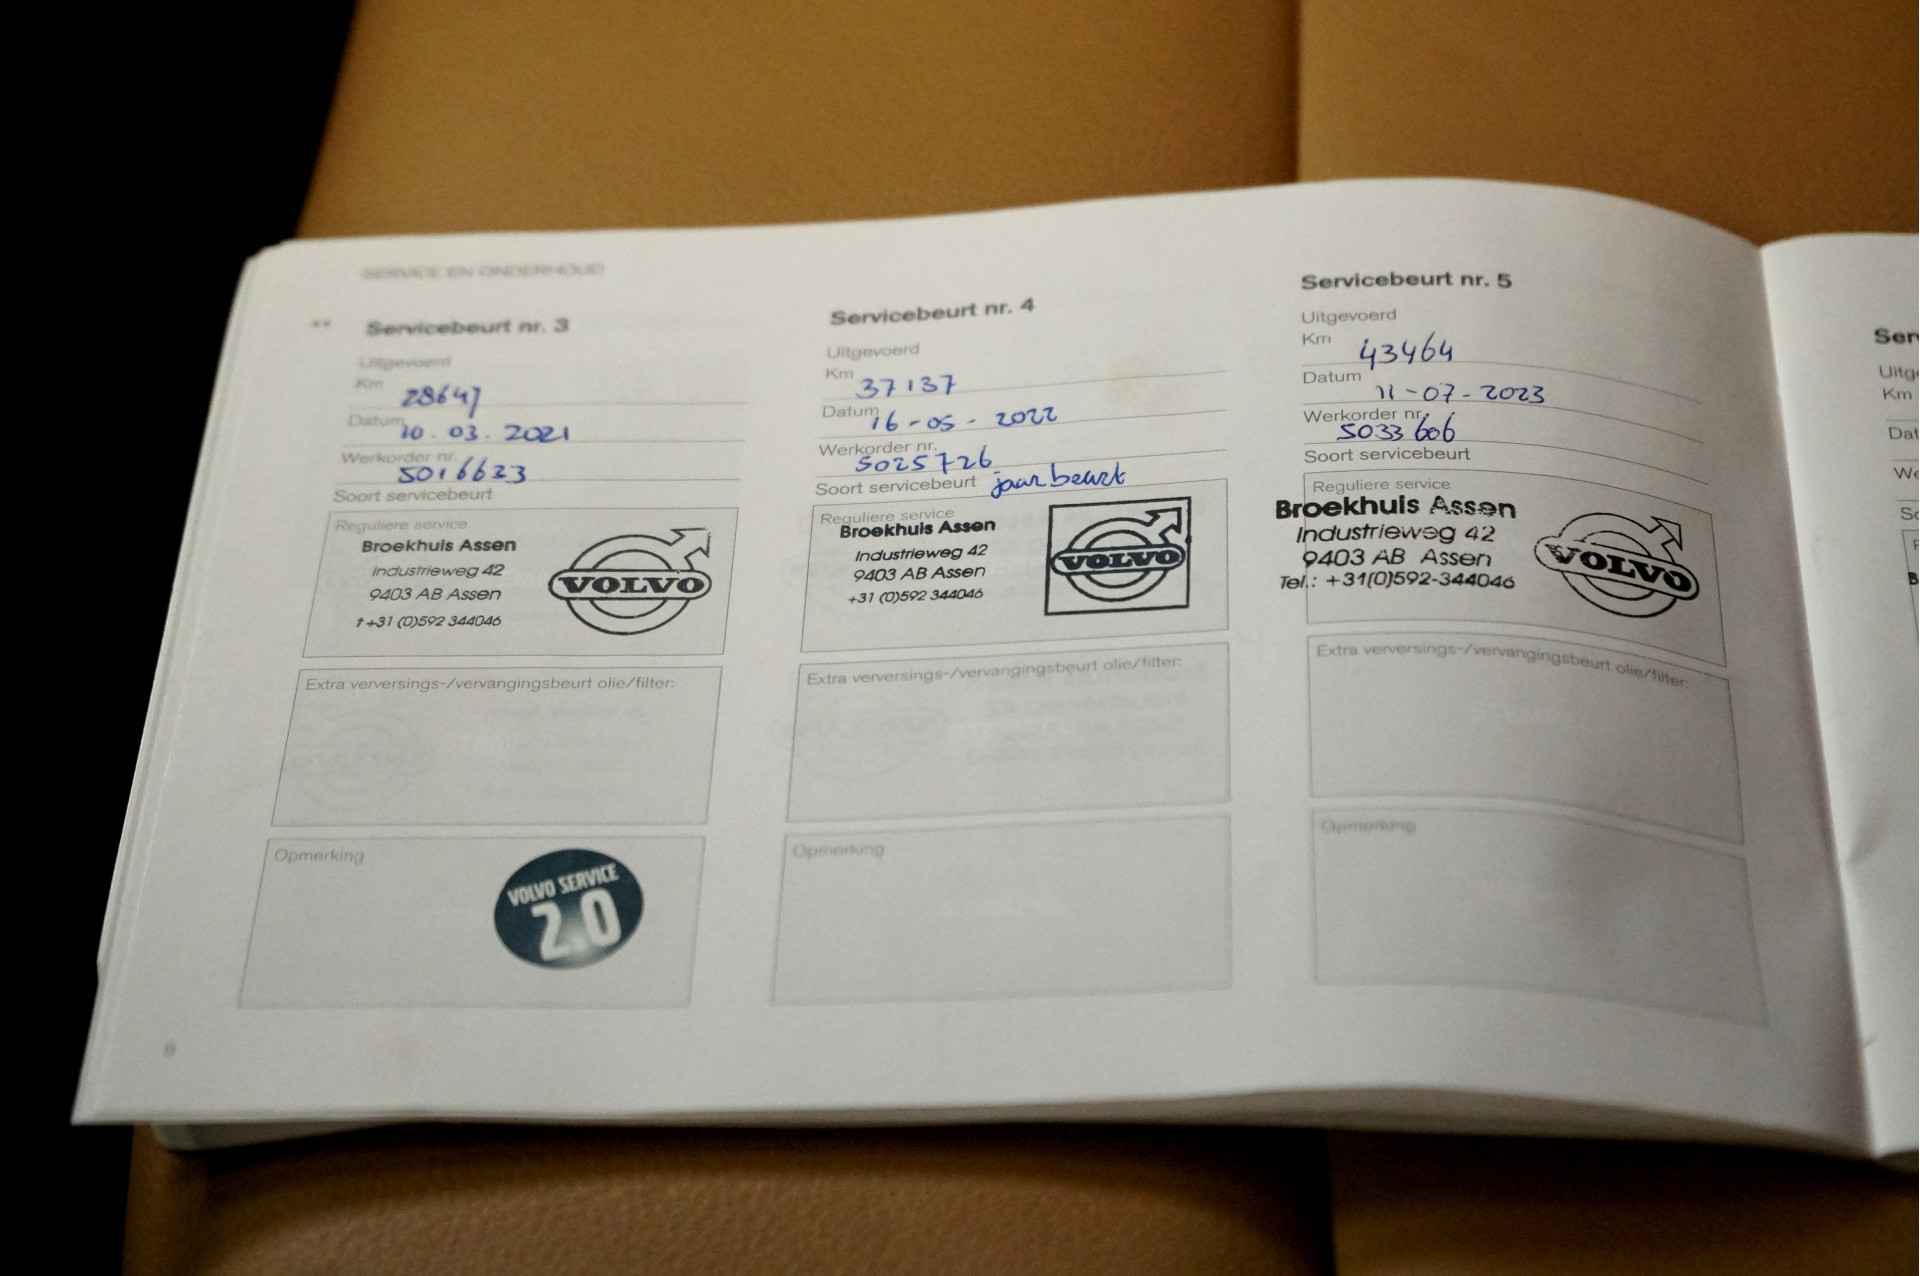 SERVICE EN ONDERHOUD
**
Servicebeurt nr. 3
Uitgevoerd
Km 28647
Datum 10.03.2021
Werkorder nr. 5016623
Soort servicebeurt
Reguliere service
Broekhuis Assen
Industrieweg 42
9403 AB Assen
t +31 (0)592 344046
VOLVO
Extra verversings-/vervangingsbeurt olie/filter:
Opmerking
VOLVO SERVICE
2.0
Servicebeurt nr. 4
Uitgevoerd
Km 37137
Datum 16-05-2022
Werkorder nr. 5025726
Soort servicebeurt jaarbeurt
Reguliere service
Broekhuis Assen
Industrieweg 42
9403 AB Assen
+31 (0)592 344046
VOLVO
Extra verversings-/vervangingsbeurt olie/filter:
Opmerking
Servicebeurt nr. 5
Uitgevoerd
Km 43464
Datum 11-07-2023
Werkorder nr. 5033606
Soort servicebeurt
Reguliere service
Broekhuis Assen
Industrieweg 42
9403 AB Assen
Tel.: +31(0)592-344046
VOLVO
Extra verversings-/vervangingsbeurt olie/filter:
Opmerking
Km